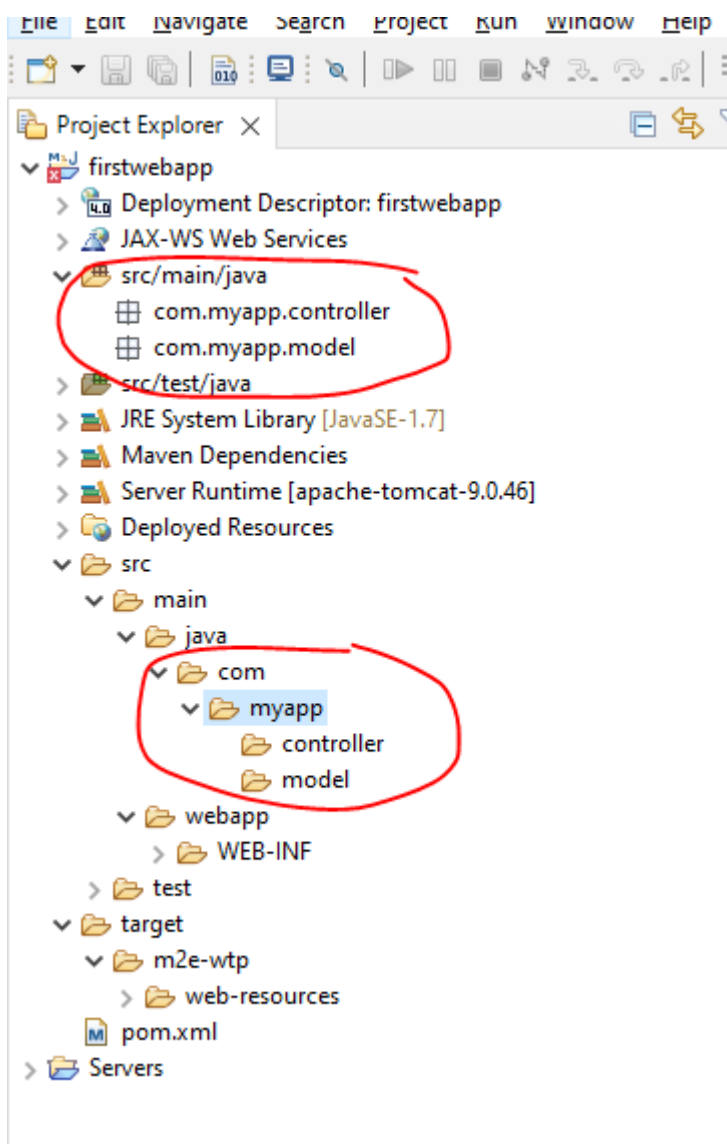 File Edit Navigate Search Project Run Window Help
010
Project Explorer
firstwebapp
4.0 Deployment Descriptor: firstwebapp
JAX-WS Web Services
src/main/java
com.myapp.controller
com.myapp.model
src/test/java
JRE System Library [JavaSE-1.7]
Maven Dependencies
Server Runtime [apache-tomcat-9.0.46]
Deployed Resources
src
main
java
com
myapp
controller
model
webapp
WEB-INF
test
target
m2e-wtp
web-resources
M pom.xml
Servers